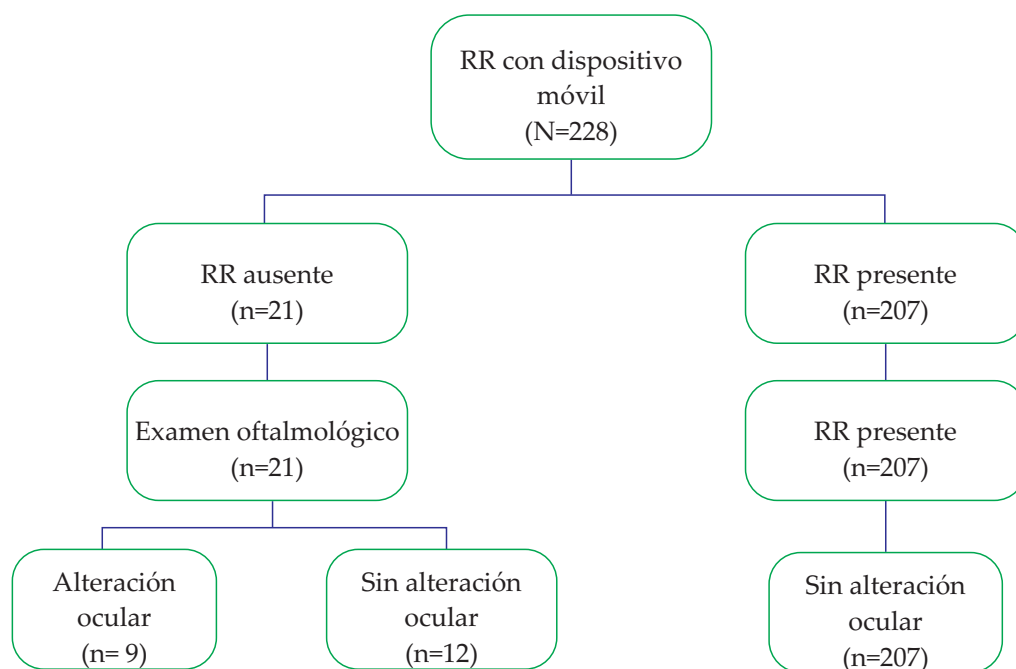 RR con dispositivo
móvil
(N=228)
RR ausente
(n=21)
RR presente
(n=207)
Examen oftalmológico
(n=21)
RR presente
(n=207)
Alteración
ocular
(n= 9)
Sin alteración
ocular
(n=12)
Sin alteración
ocular
(n=207)